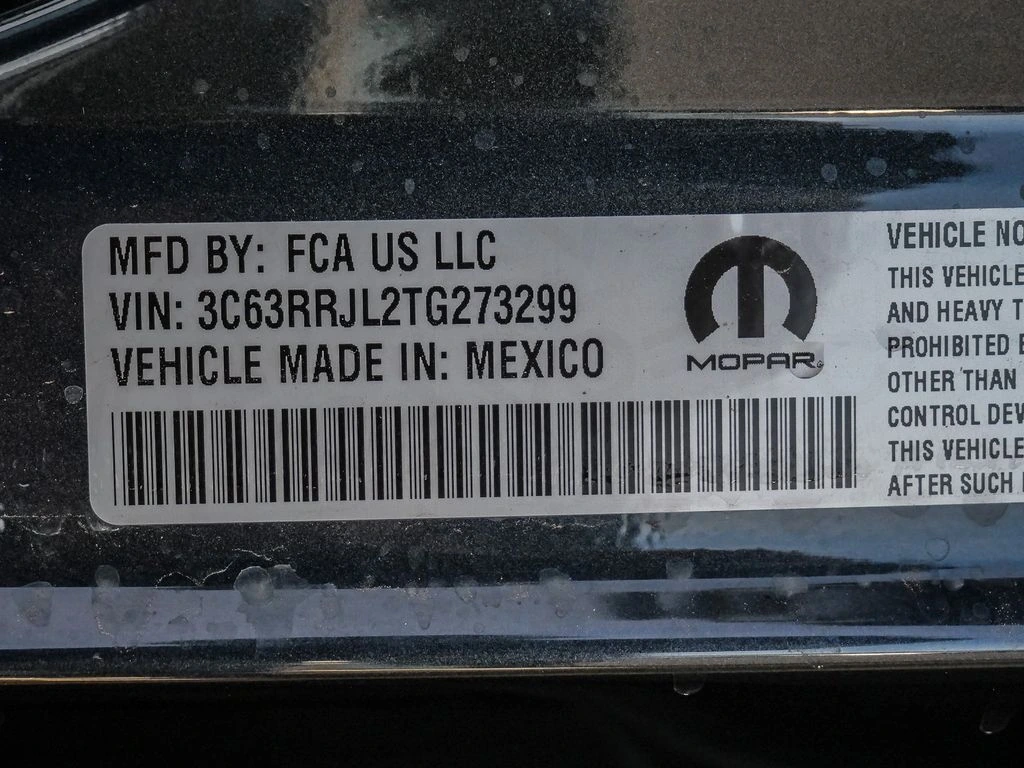 MFD BY: FCA US LLC
VIN: 3C63RRJL2TG273299
VEHICLE MADE IN: MEXICO
MOPAR
VEHICLE NO
THIS VEHICLE
AND HEAVY T
PROHIBITED
OTHER THAN
CONTROL DEV
THIS VEHICLE
AFTER SUCH